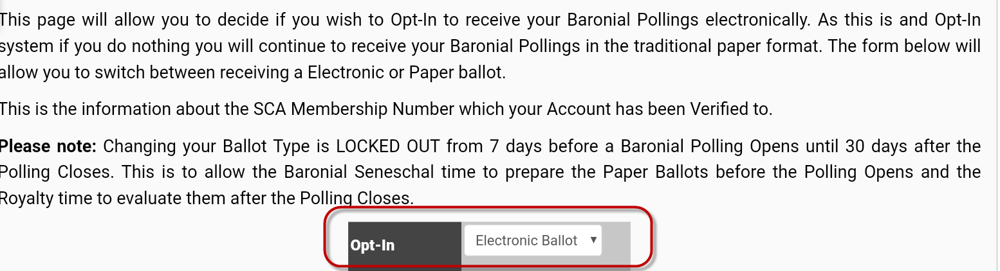 This page will allow you to decide if you wish to Opt-In to receive your Baronial Pollings electronically. As this is and Opt-In
system if you do nothing you will continue to receive your Baronial Pollings in the traditional paper format. The form below will
allow you to switch between receiving a Electronic or Paper ballot.
This is the information about the SCA Membership Number which your Account has been Verified to.
Please note: Changing your Ballot Type is LOCKED OUT from 7 days before a Baronial Polling Opens until 30 days after the
Polling Closes. This is to allow the Baronial Seneschal time to prepare the Paper Ballots before the Polling Opens and the
Royalty time to evaluate them after the Polling Closes.
Opt-In Electronic Ballot